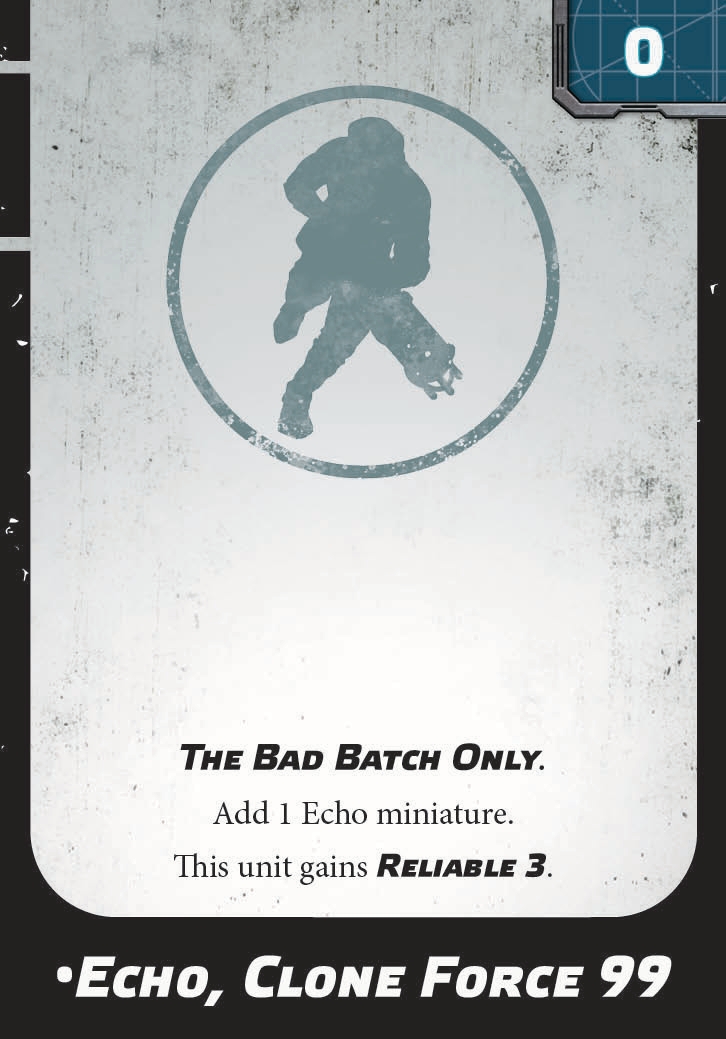 0
The Bad Batch Only.
Add 1 Echo miniature.
This unit gains Reliable 3.
•Echo, Clone Force 99